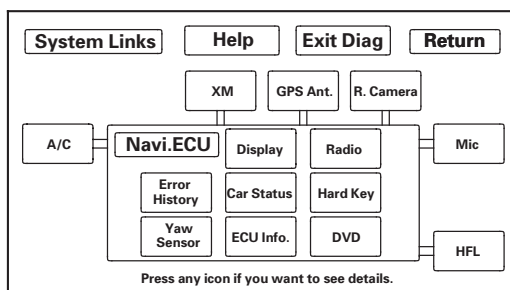 System Links Help Exit Diag Return
XM GPS Ant. R. Camera
A/C Navi.ECU Display Radio Mic
Error
History
Car Status Hard Key
Yaw
Sensor
ECU Info. DVD
HFL
Press any icon if you want to see details.